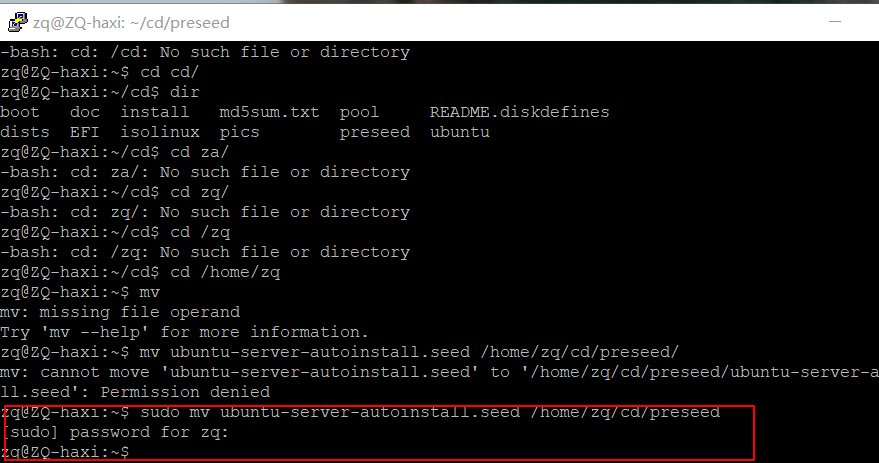 zq@ZQ-haxi: ~/cd/preseed
-bash: cd: /cd: No such file or directory
zq@ZQ-haxi:~$ cd cd/
zq@ZQ-haxi:~/cd$ dir
boot   doc  install   md5sum.txt  pool     README.diskdefines
dists  EFI  isolinux  pics        preseed  ubuntu
zq@ZQ-haxi:~/cd$ cd za/
-bash: cd: za/: No such file or directory
zq@ZQ-haxi:~/cd$ cd zq/
-bash: cd: zq/: No such file or directory
zq@ZQ-haxi:~/cd$ cd /zq
-bash: cd: /zq: No such file or directory
zq@ZQ-haxi:~/cd$ cd /home/zq
zq@ZQ-haxi:~$ mv
mv: missing file operand
Try 'mv --help' for more information.
zq@ZQ-haxi:~$ mv ubuntu-server-autoinstall.seed /home/zq/cd/preseed/
mv: cannot move 'ubuntu-server-autoinstall.seed' to '/home/zq/cd/preseed/ubuntu-server-a
ll.seed': Permission denied
zq@ZQ-haxi:~$ sudo mv ubuntu-server-autoinstall.seed /home/zq/cd/preseed
[sudo] password for zq:
zq@ZQ-haxi:~$